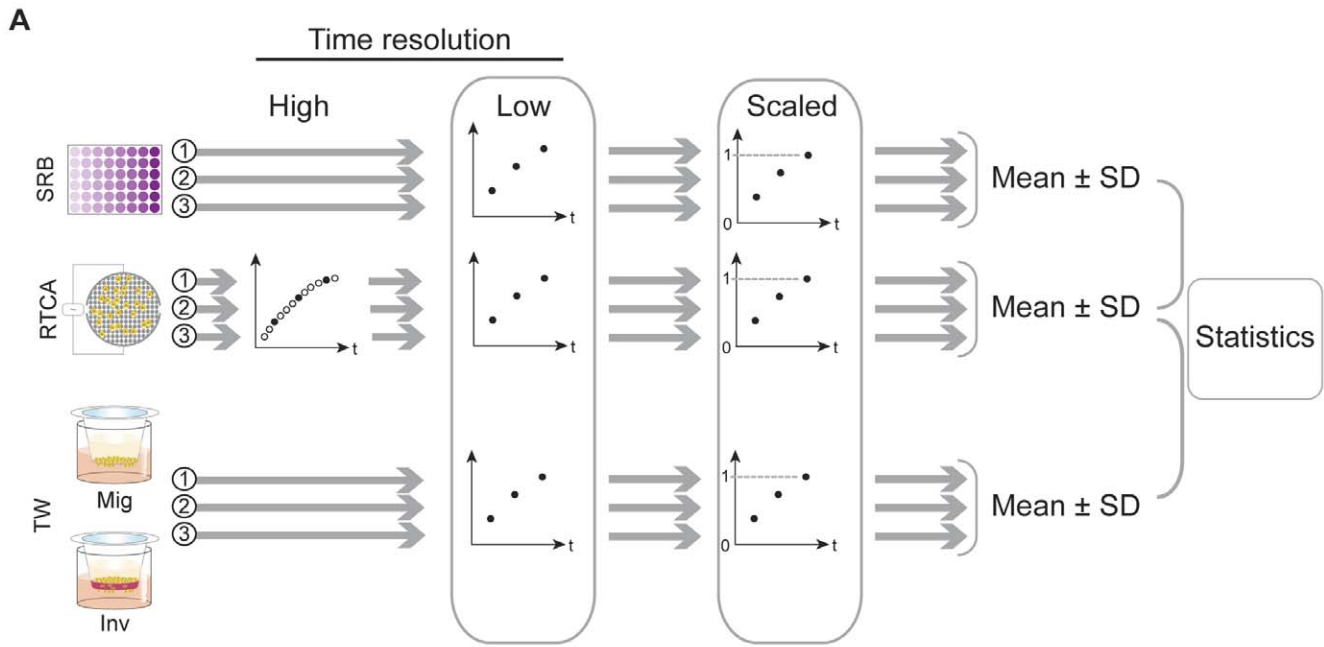 A
Time resolution
High
Low
Scaled
SRB
1
2
3
t
1
0
t
Mean ± SD
RTCA
~
1
2
3
t
t
1
0
t
Mean ± SD
Statistics
TW
Mig
Inv
1
2
3
t
1
0
t
Mean ± SD